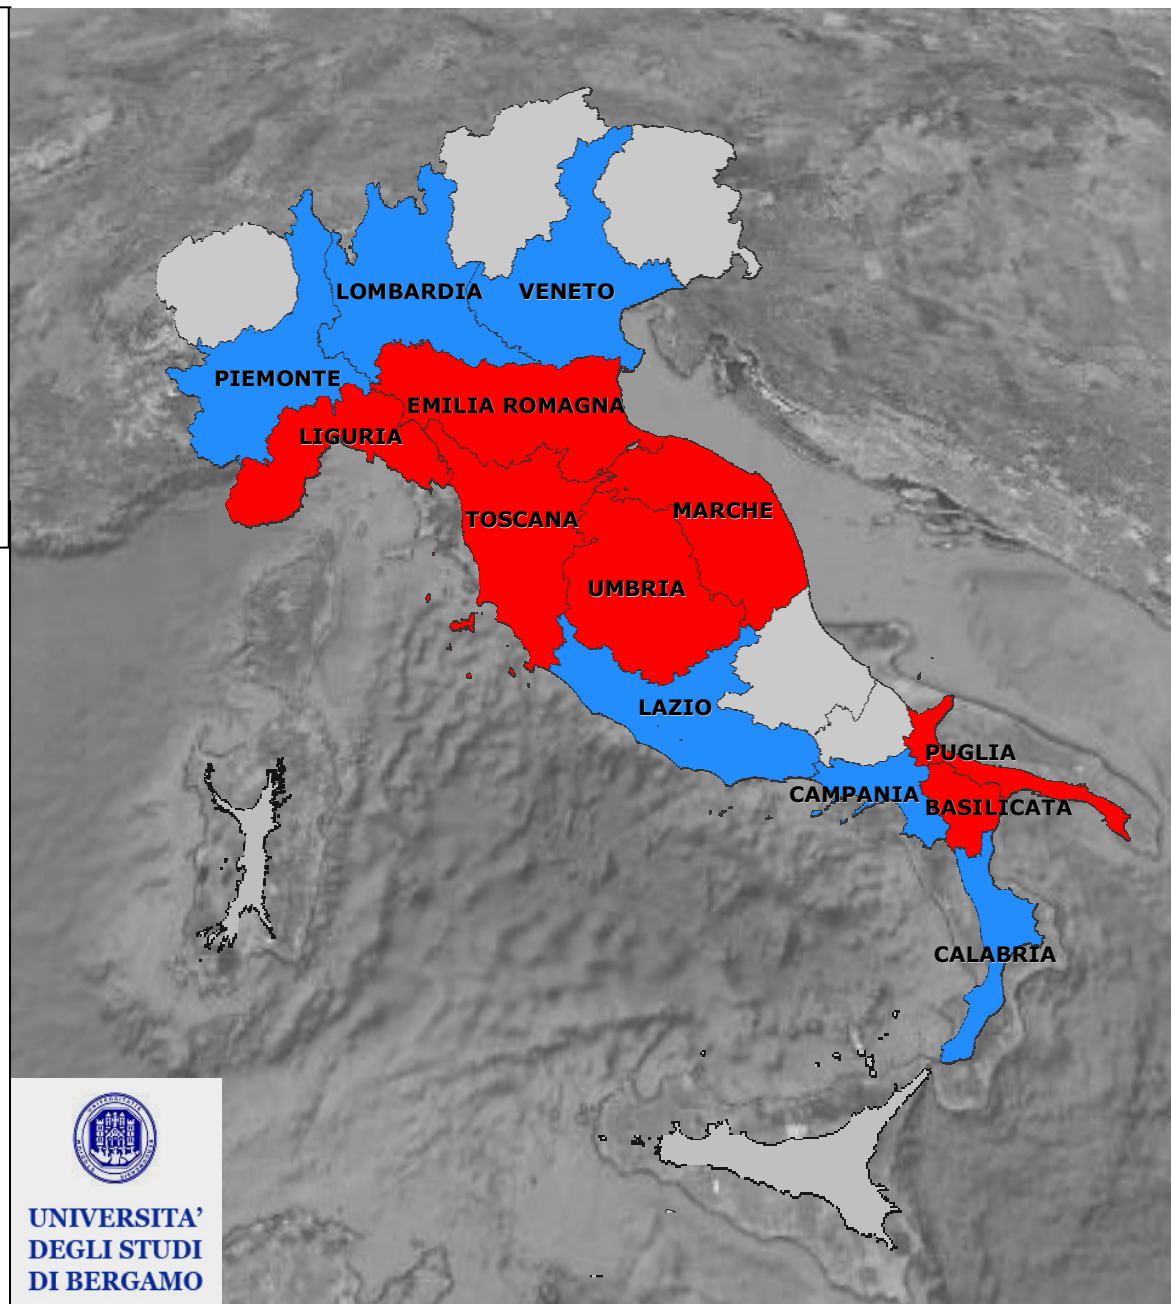 LOMBARDIA
VENETO
PIEMONTE
EMILIA ROMAGNA
LIGURIA
MARCHE
TOSCANA
UMBRIA
LAZIO
PUGLIA
CAMPANIA
BASILICATA
CALABRIA
UNIVERSITA’
DEGLI STUDI
DI BERGAMO